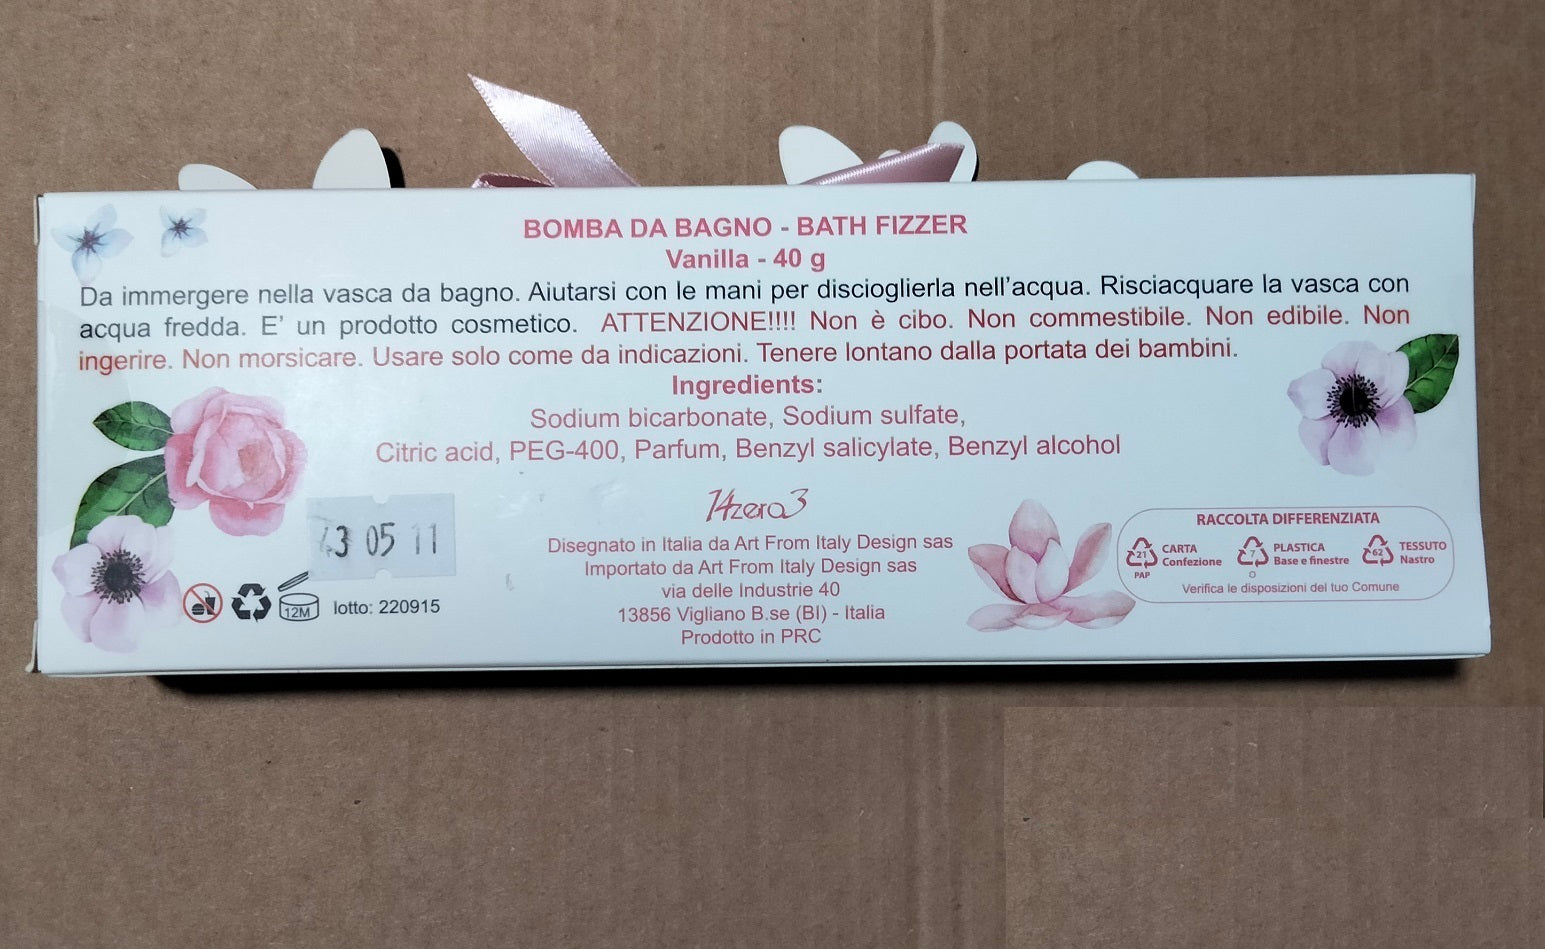 BOMBA DA BAGNO - BATH FIZZER
Vanilla - 40 g
Da immergere nella vasca da bagno. Aiutarsi con le mani per discioglierla nell'acqua. Risciacquare la vasca con
acqua fredda. E' un prodotto cosmetico. ATTENZIONE!!!! Non è cibo. Non commestibile. Non edibile. Non
ingerire. Non morsicare. Usare solo come da indicazioni. Tenere lontano dalla portata dei bambini.
Ingredients:
Sodium bicarbonate, Sodium sulfate,
Citric acid, PEG-400, Parfum, Benzyl salicylate, Benzyl alcohol
05 11
12M
lotto: 220915
14zero3
Disegnato in Italia da Art From Italy Design sas
Importato da Art From Italy Design sas
via delle Industrie 40
13856 Vigliano B.se (BI) - Italia
Prodotto in PRC
RACCOLTA DIFFERENZIATA
21 PAP CARTA
Confezione
7 O PLASTICA
Base e finestre
62 TESSUTO
Nastro
Verifica le disposizioni del tuo Comune